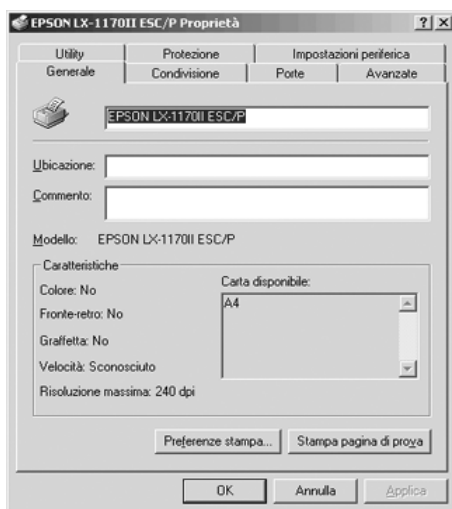 EPSON LX-1170II ESC/P Proprietà
Utility Protezione Impostazioni periferica
Generale Condivisione Porte Avanzate
EPSON LX-1170II ESC/P
Ubicazione:
Commento:
Modello: EPSON LX-1170II ESC/P
Caratteristiche
Colore: No
Carta disponibile:
A4
Fronte-retro: No
Graffetta: No
Velocità: Sconosciuto
Risoluzione massima: 240 dpi
Preferenze stampa... Stampa pagina di prova
OK Annulla Applica